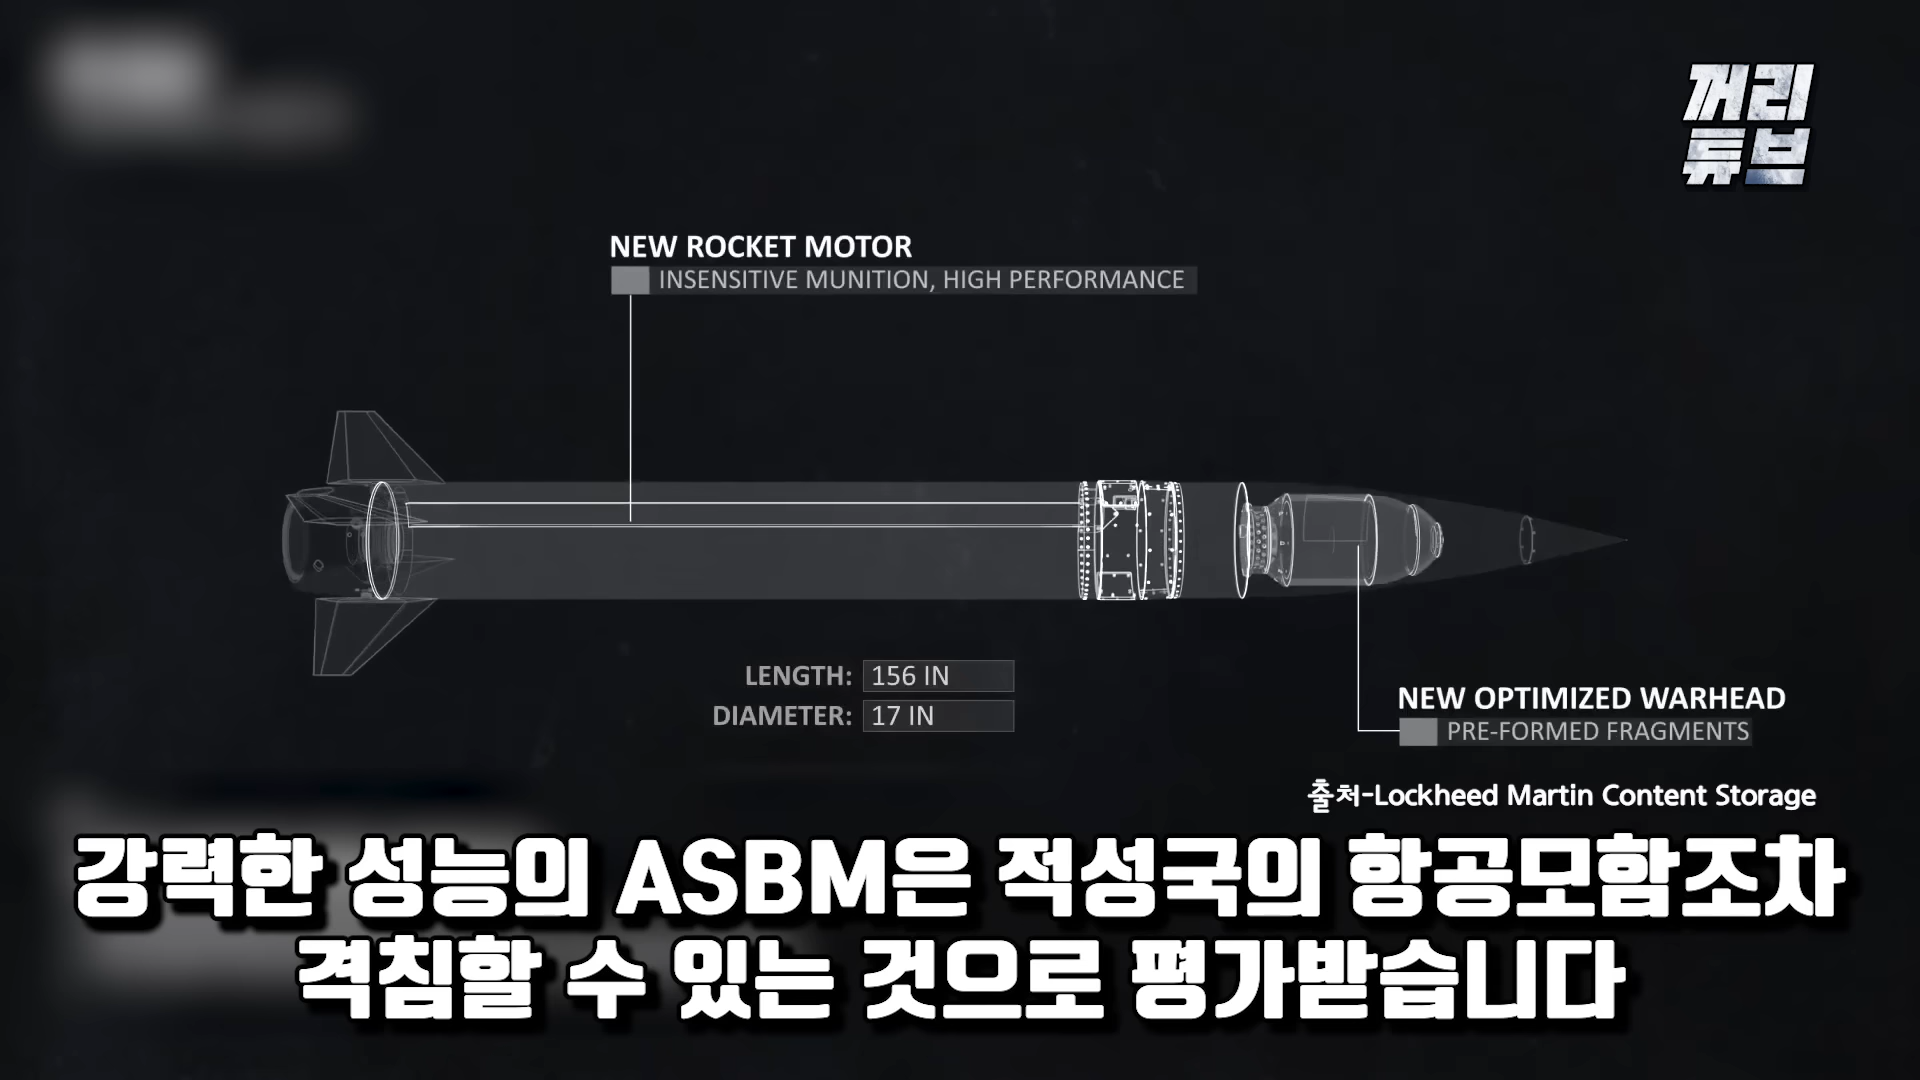 꺼리
튜브
NEW ROCKET MOTOR
INSENSITIVE MUNITION, HIGH PERFORMANCE
LENGTH: 156 IN
DIAMETER: 17 IN
NEW OPTIMIZED WARHEAD
PRE-FORMED FRAGMENTS
출처-Lockheed Martin Content Storage
강력한 성능의 ASBM은 적성국의 항공모함조차
격침할 수 있는 것으로 평가받습니다